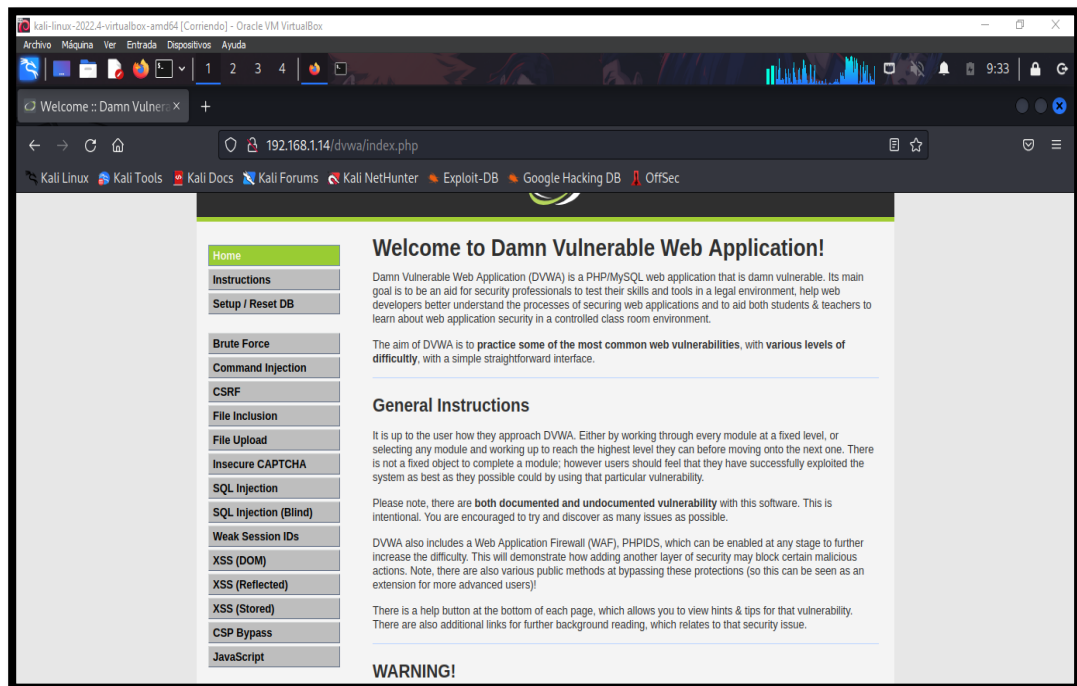 kali-linux-2022.4-virtualbox-amd64 [Corriendo] - Oracle VM VirtualBox
Archivo Máquina Ver Entrada Dispositivos Ayuda
1 2 3 4
9:33
Welcome :: Damn Vulnera
192.168.1.14/dvwa/index.php
Kali Linux Kali Tools Kali Docs Kali Forums Kali NetHunter Exploit-DB Google Hacking DB OffSec
Home
Instructions
Setup / Reset DB
Brute Force
Command Injection
CSRF
File Inclusion
File Upload
Insecure CAPTCHA
SQL Injection
SQL Injection (Blind)
Weak Session IDs
XSS (DOM)
XSS (Reflected)
XSS (Stored)
CSP Bypass
JavaScript
Welcome to Damn Vulnerable Web Application!
Damn Vulnerable Web Application (DVWA) is a PHP/MySQL web application that is damn vulnerable. Its main
goal is to be an aid for security professionals to test their skills and tools in a legal environment, help web
developers better understand the processes of securing web applications and to aid both students & teachers to
learn about web application security in a controlled class room environment.
The aim of DVWA is to practice some of the most common web vulnerabilities, with various levels of
difficultly, with a simple straightforward interface.
General Instructions
It is up to the user how they approach DVWA. Either by working through every module at a fixed level, or
selecting any module and working up to reach the highest level they can before moving onto the next one. There
is not a fixed object to complete a module; however users should feel that they have successfully exploited the
system as best as they possible could by using that particular vulnerability.
Please note, there are both documented and undocumented vulnerability with this software. This is
intentional. You are encouraged to try and discover as many issues as possible.
DVWA also includes a Web Application Firewall (WAF), PHPIDS, which can be enabled at any stage to further
increase the difficulty. This will demonstrate how adding another layer of security may block certain malicious
actions. Note, there are also various public methods at bypassing these protections (so this can be seen as an
extension for more advanced users)!
There is a help button at the bottom of each page, which allows you to view hints & tips for that vulnerability.
There are also additional links for further background reading, which relates to that security issue.
WARNING!